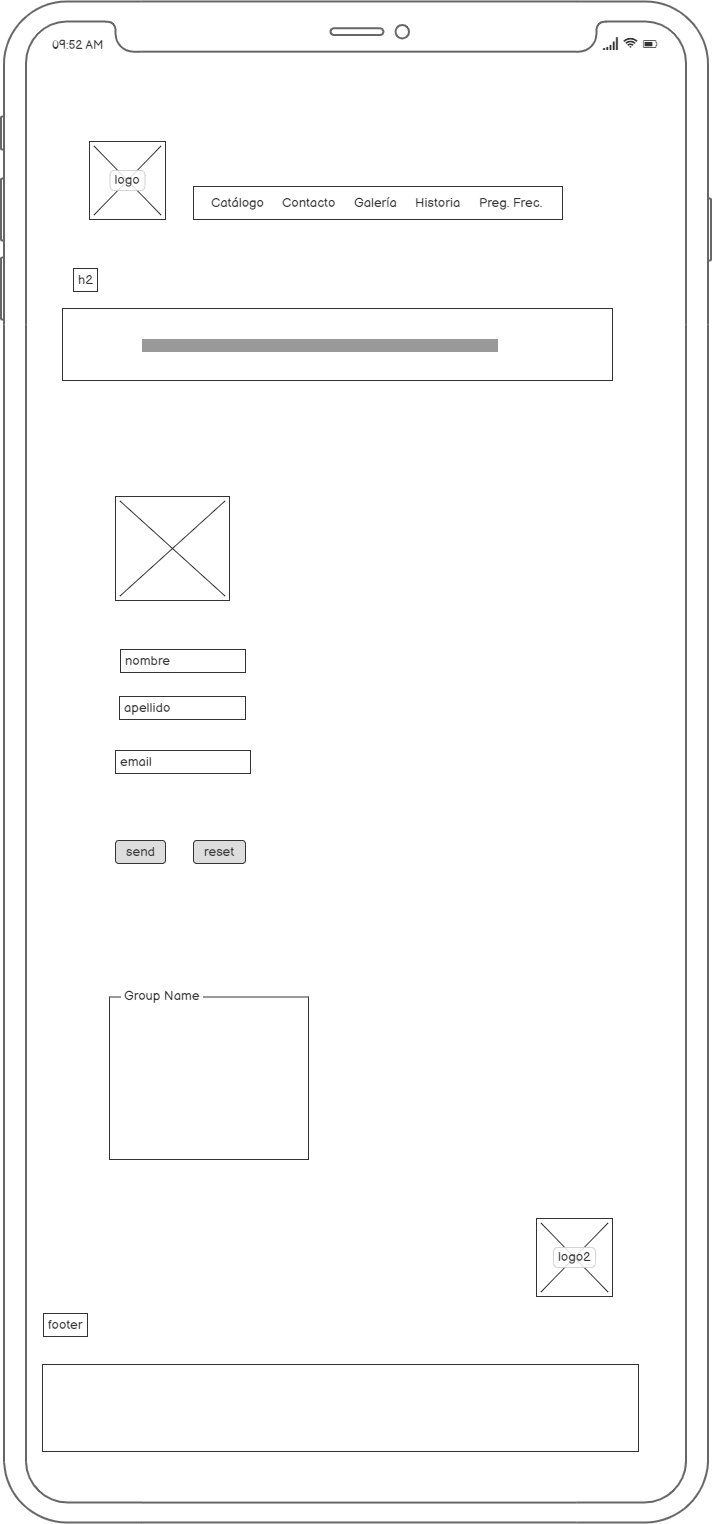 09:52 AM
logo
Catálogo Contacto Galería Historia Preg. Frec.
h2
nombre
apellido
email
send reset
Group Name
logo2
footer